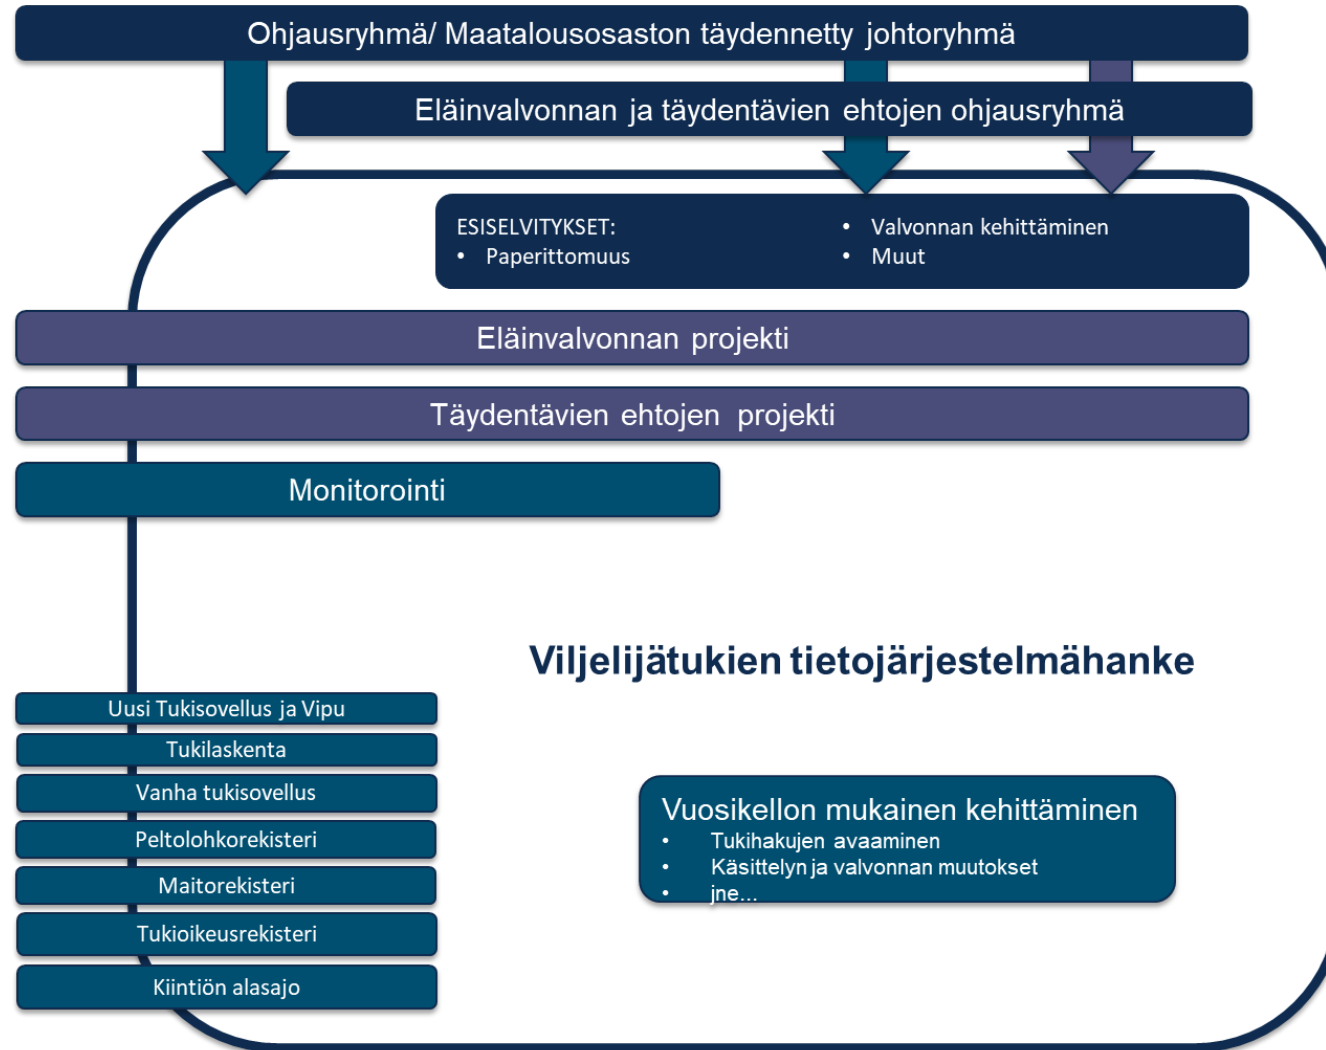 Ohjausryhmä/ Maatalousosaston täydennetty johtoryhmä
Eläinvalvonnan ja täydentävien ehtojen ohjausryhmä
ESISELVITYKSET:
• Paperittomuus
• Valvonnan kehittäminen
• Muut
Eläinvalvonnan projekti
Täydentävien ehtojen projekti
Monitorointi
Viljelijätukien tietojärjestelmähanke
Uusi Tukisovellus ja Vipu
Tukilaskenta
Vanha tukisovellus
Peltolohkorekisteri
Maitorekisteri
Tukioikeusrekisteri
Kiintiön alasajo
Vuosikellon mukainen kehittäminen
• Tukihakujen avaaminen
• Käsittelyn ja valvonnan muutokset
• jne...